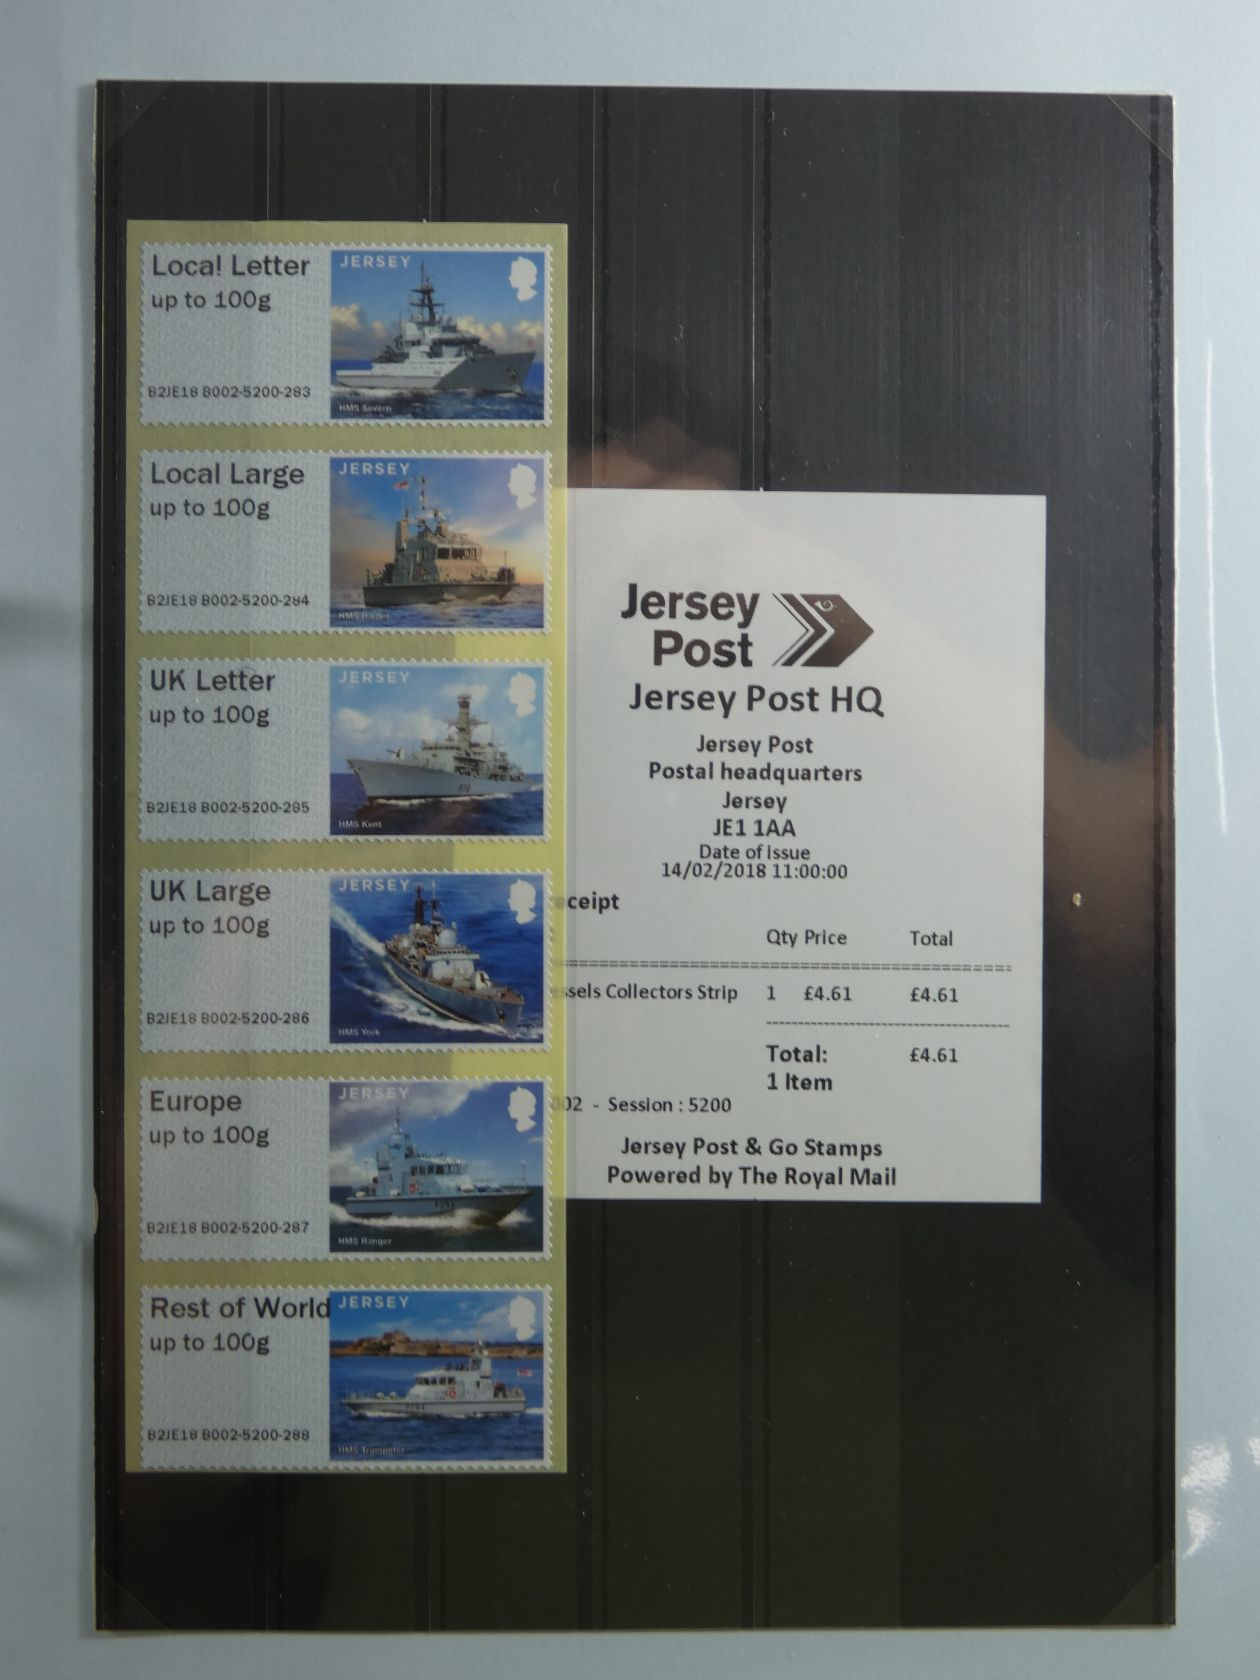 Local Letter
up to 100g
B2JE18 B002-5200-283
JERSEY
HMS Severn
Local Large
up to 100g
B2JE18 B002-5200-284
JERSEY
HMS Raider
UK Letter
up to 100g
B2JE18 B002-5200-285
JERSEY
HMS Kent
UK Large
up to 100g
B2JE18 B002-5200-286
JERSEY
HMS York
Europe
up to 100g
B2JE18 B002-5200-287
JERSEY
HMS Ranger
Rest of World
up to 100g
B2JE18 B002-5200-288
JERSEY
HMS Trumpeter
Jersey
Post
Jersey Post HQ
Jersey Post
Postal headquarters
Jersey
JE1 1AA
Date of Issue
14/02/2018 11:00:00
eceipt
Qty Price Total
ssels Collectors Strip 1 £4.61 £4.61
Total: £4.61
1 Item
002 - Session : 5200
Jersey Post & Go Stamps
Powered by The Royal Mail